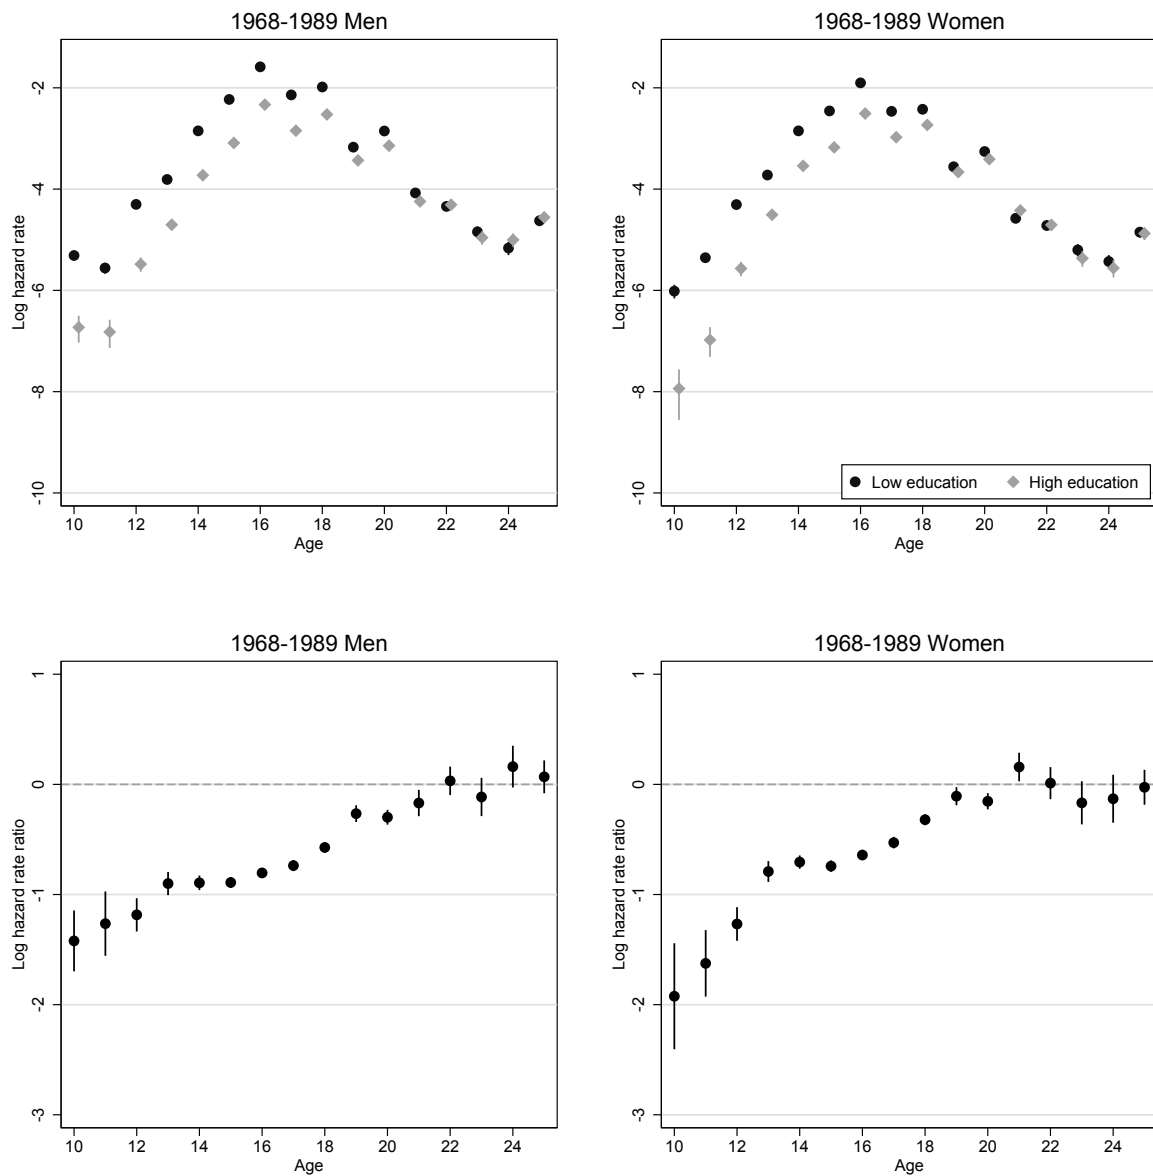 1968-1989 Men
Log hazard rate
-2
-4
-6
-8
-10
10 12 14 16 18 20 22 24
Age
1968-1989 Women
Log hazard rate
-2
-4
-6
-8
-10
Low education High education
10 12 14 16 18 20 22 24
Age
1968-1989 Men
Log hazard rate ratio
1
0
-1
-2
-3
10 12 14 16 18 20 22 24
Age
1968-1989 Women
Log hazard rate ratio
1
0
-1
-2
-3
10 12 14 16 18 20 22 24
Age